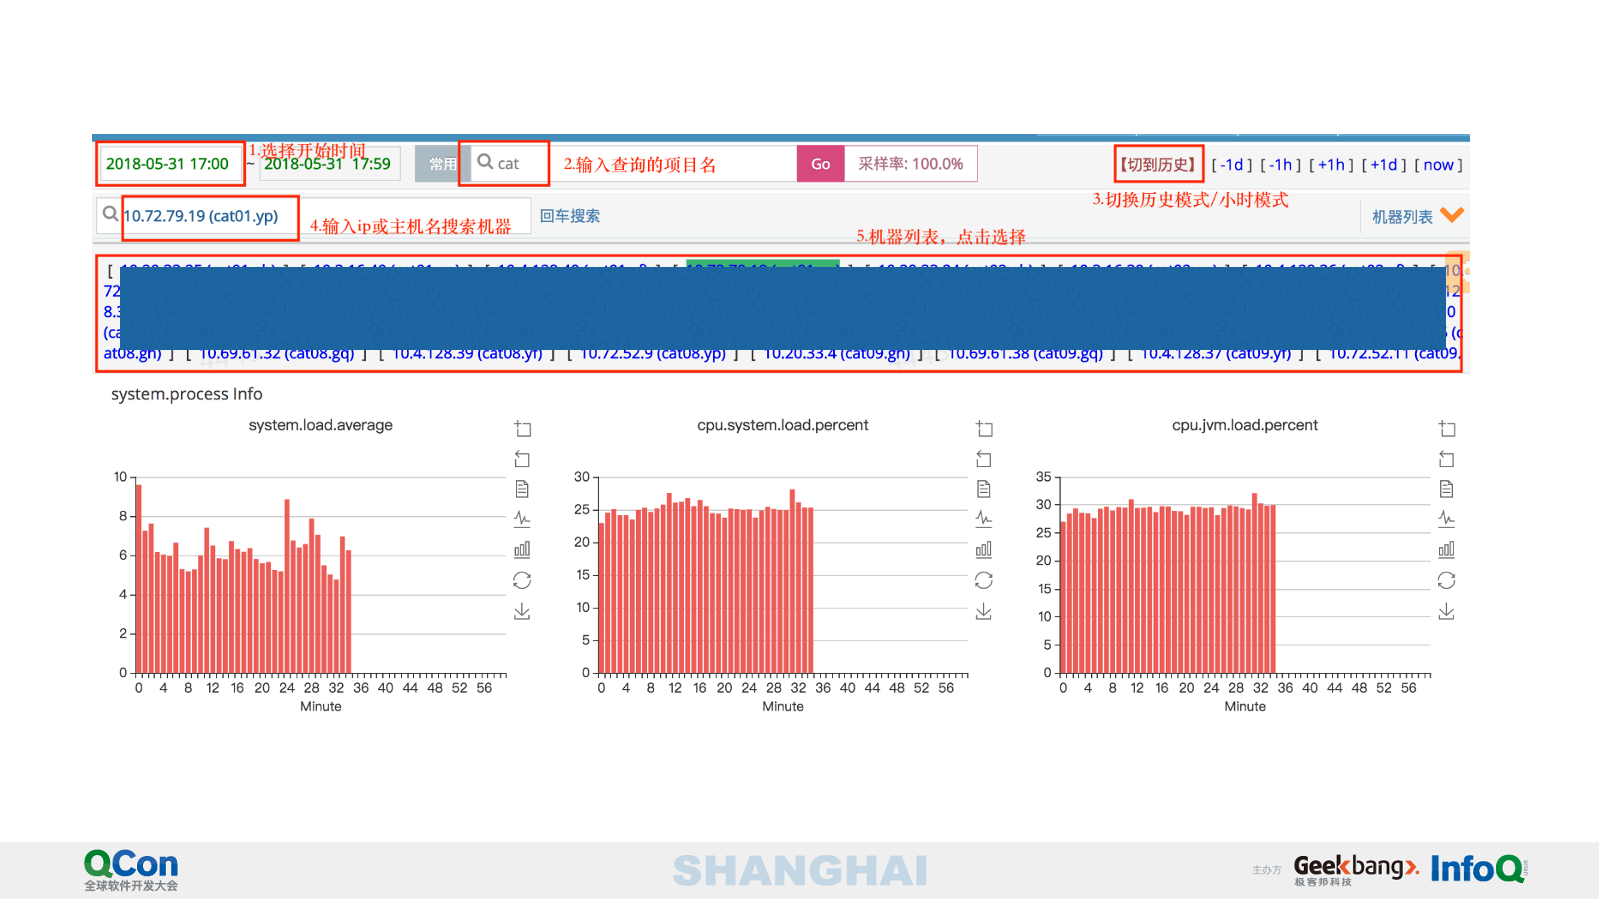 2018-05-31 17:00 ~ 2018-05-31 17:59 常用 cat Go 采样率: 100.0% 【切到历史】 [ -1d ] [ -1h ] [ +1h ] [ +1d ] [ now ]
1.选择开始时间
2.输入查询的项目名
3.切换历史模式/小时模式
10.72.79.19 (cat01.yp) 回车搜索 机器列表
4.输入ip或主机名搜索机器
5.机器列表，点击选择
at08.gh) ] [ 10.69.61.32 (cat08.gq) ] [ 10.4.128.39 (cat08.yf) ] [ 10.72.52.9 (cat08.yp) ] [ 10.20.33.4 (cat09.gh) ] [ 10.69.61.38 (cat09.gq) ] [ 10.4.128.37 (cat09.yf) ] [ 10.72.52.11 (cat09.
system.process Info
system.load.average
10
8
6
4
2
0
0 4 8 12 16 20 24 28 32 36 40 44 48 52 56
Minute
cpu.system.load.percent
30
25
20
15
10
5
0
0 4 8 12 16 20 24 28 32 36 40 44 48 52 56
Minute
cpu.jvm.load.percent
35
30
25
20
15
10
5
0
0 4 8 12 16 20 24 28 32 36 40 44 48 52 56
Minute
QCon
全球软件开发大会
SHANGHAI
主办方
Geekbang>.
极客邦科技
InfoQ